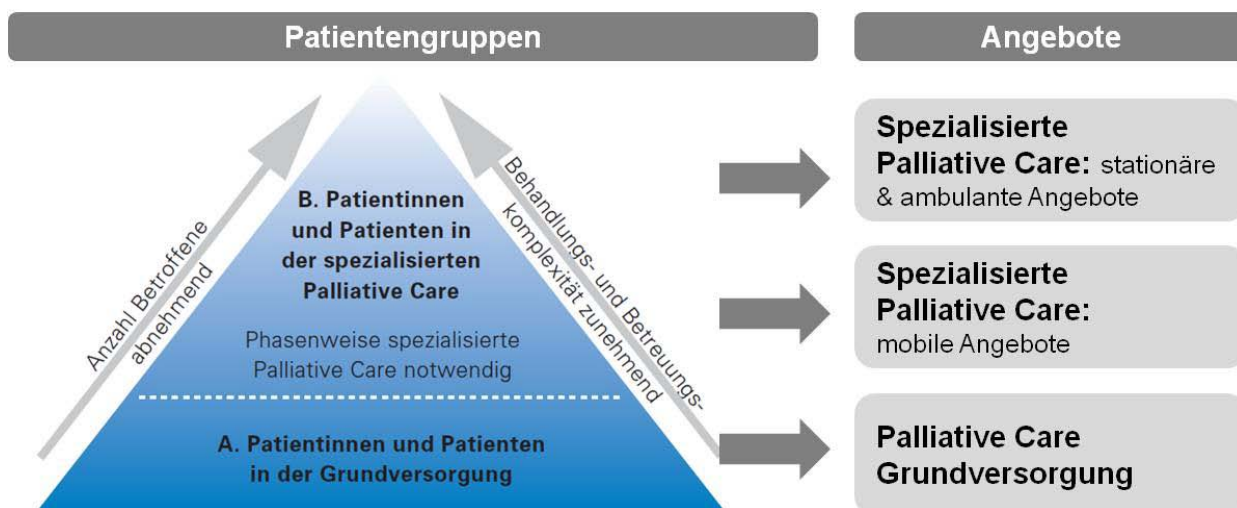 Patientengruppen
Angebote
Anzahl Betroffene
abnehmend
B. Patientinnen
und Patienten in
der spezialisierten
Palliative Care
Phasenweise spezialisierte
Palliative Care notwendig
A. Patientinnen und Patienten
in der Grundversorgung
Behandlungs- und Betreuungs-
komplexität zunehmend
Spezialisierte
Palliative Care: stationäre
& ambulante Angebote
Spezialisierte
Palliative Care:
mobile Angebote
Palliative Care
Grundversorgung